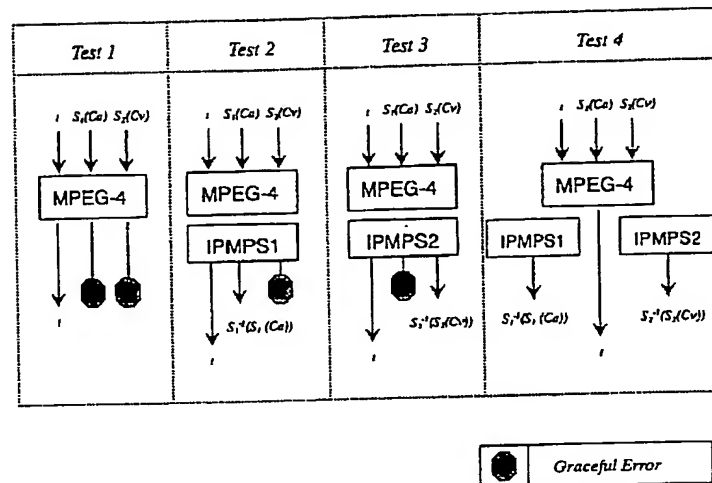 Test 1 Test 2 Test 3 Test 4
t S₁(Ca) S₂(Cv) t S₁(Ca) S₂(Cv) t S₁(Ca) S₂(Cv) t S₁(Ca) S₂(Cv)
MPEG-4 MPEG-4 MPEG-4 MPEG-4
IPMPS1 IPMPS2 IPMPS1 IPMPS2
t S₁⁻¹(S₁(Ca)) S₂⁻¹(S₂(Cv)) S₁⁻¹(S₁(Ca)) S₂⁻¹(S₂(Cv))
t t t
Graceful Error